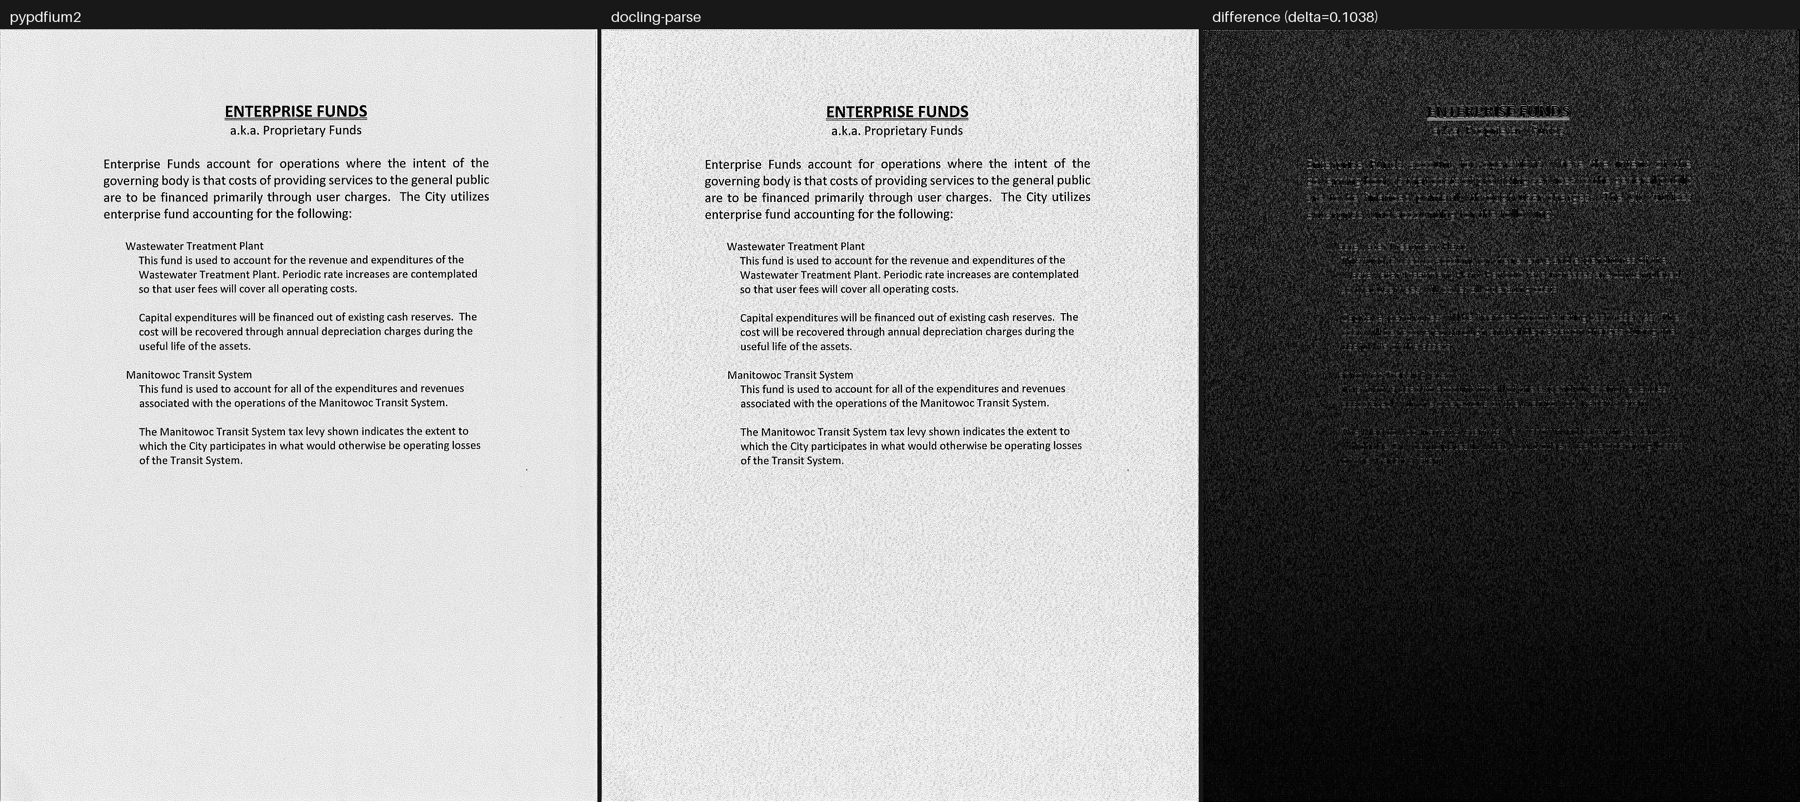 pypdfium2
docling-parse
difference (delta=0.1038)
ENTERPRISE FUNDS
a.k.a. Proprietary Funds
Enterprise Funds account for operations where the intent of the
governing body is that costs of providing services to the general public
are to be financed primarily through user charges.  The City utilizes
enterprise fund accounting for the following:
Wastewater Treatment Plant
This fund is used to account for the revenue and expenditures of the
Wastewater Treatment Plant. Periodic rate increases are contemplated
so that user fees will cover all operating costs.
Capital expenditures will be financed out of existing cash reserves.  The
cost will be recovered through annual depreciation charges during the
useful life of the assets.
Manitowoc Transit System
This fund is used to account for all of the expenditures and revenues
associated with the operations of the Manitowoc Transit System.
The Manitowoc Transit System tax levy shown indicates the extent to
which the City participates in what would otherwise be operating losses
of the Transit System.
ENTERPRISE FUNDS
a.k.a. Proprietary Funds
Enterprise Funds account for operations where the intent of the
governing body is that costs of providing services to the general public
are to be financed primarily through user charges.  The City utilizes
enterprise fund accounting for the following:
Wastewater Treatment Plant
This fund is used to account for the revenue and expenditures of the
Wastewater Treatment Plant. Periodic rate increases are contemplated
so that user fees will cover all operating costs.
Capital expenditures will be financed out of existing cash reserves.  The
cost will be recovered through annual depreciation charges during the
useful life of the assets.
Manitowoc Transit System
This fund is used to account for all of the expenditures and revenues
associated with the operations of the Manitowoc Transit System.
The Manitowoc Transit System tax levy shown indicates the extent to
which the City participates in what would otherwise be operating losses
of the Transit System.
ENTERPRISE FUNDS